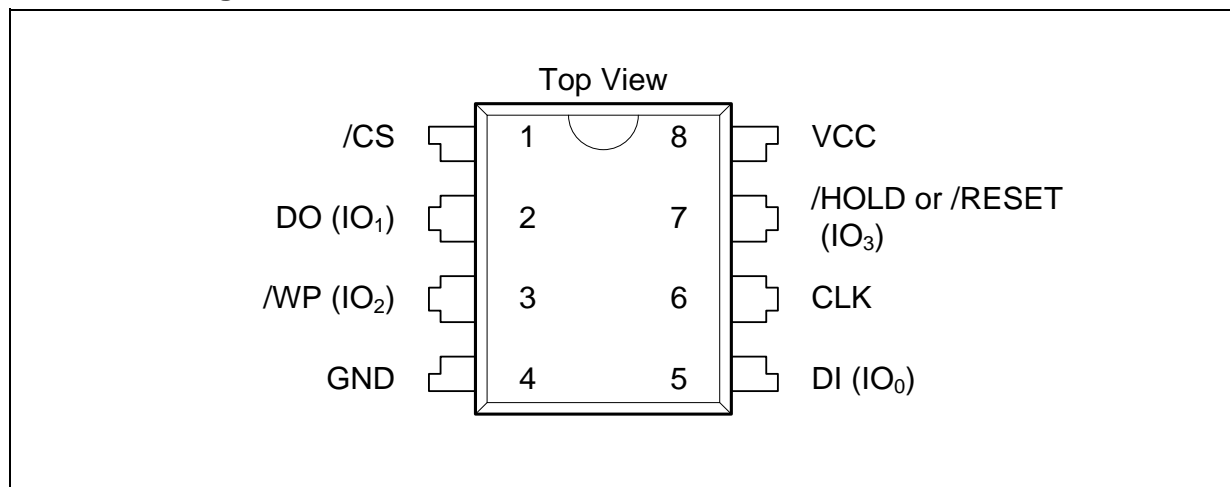 Top View
/CS 1 8 VCC
DO (IO₁) 2 7 /HOLD or /RESET
(IO₃)
/WP (IO₂) 3 6 CLK
GND 4 5 DI (IO₀)